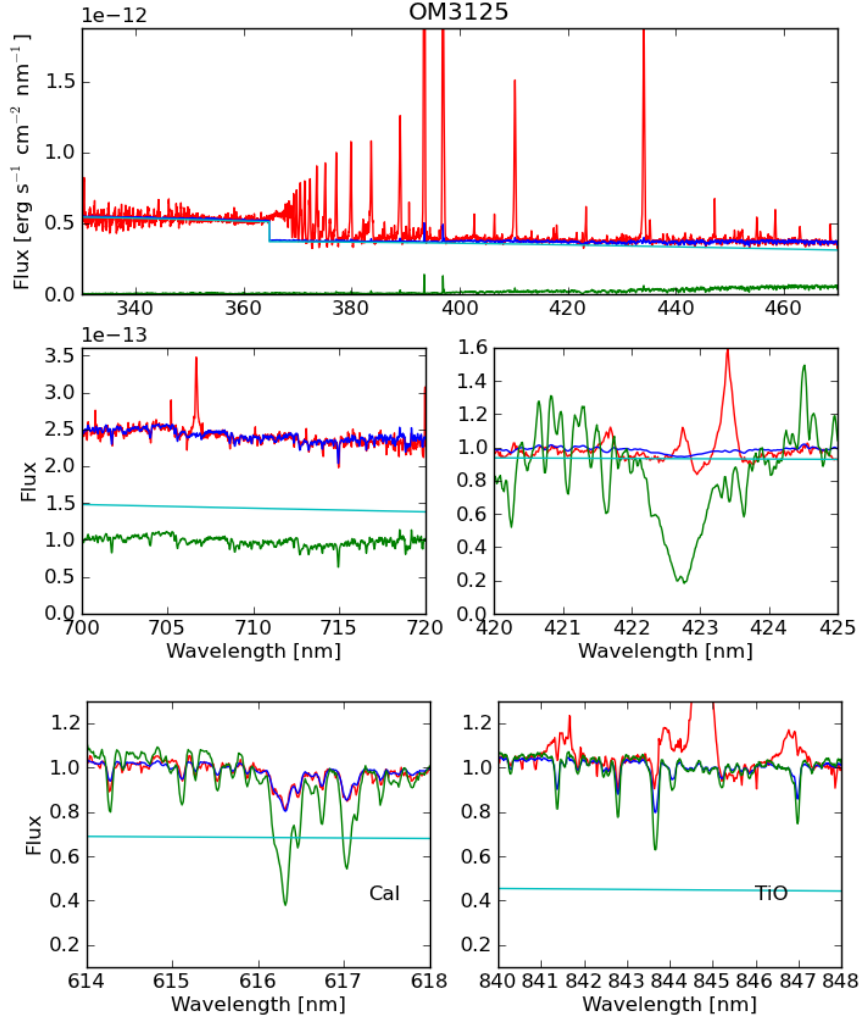 OM3125
1e−12
Flux [erg s⁻¹ cm⁻² nm⁻¹]
1.5
1.0
0.5
0.0
340 360 380 400 420 440 460
1e−13
Flux
3.5
3.0
2.5
2.0
1.5
1.0
0.5
0.0
700 705 710 715 720
Wavelength [nm]
1.6
1.4
1.2
1.0
0.8
0.6
0.4
0.2
0.0
420 421 422 423 424 425
Wavelength [nm]
Flux
1.2
1.0
0.8
0.6
0.4
0.2
CaI
614 615 616 617 618
Wavelength [nm]
1.2
1.0
0.8
0.6
0.4
0.2
TiO
840 841 842 843 844 845 846 847 848
Wavelength [nm]